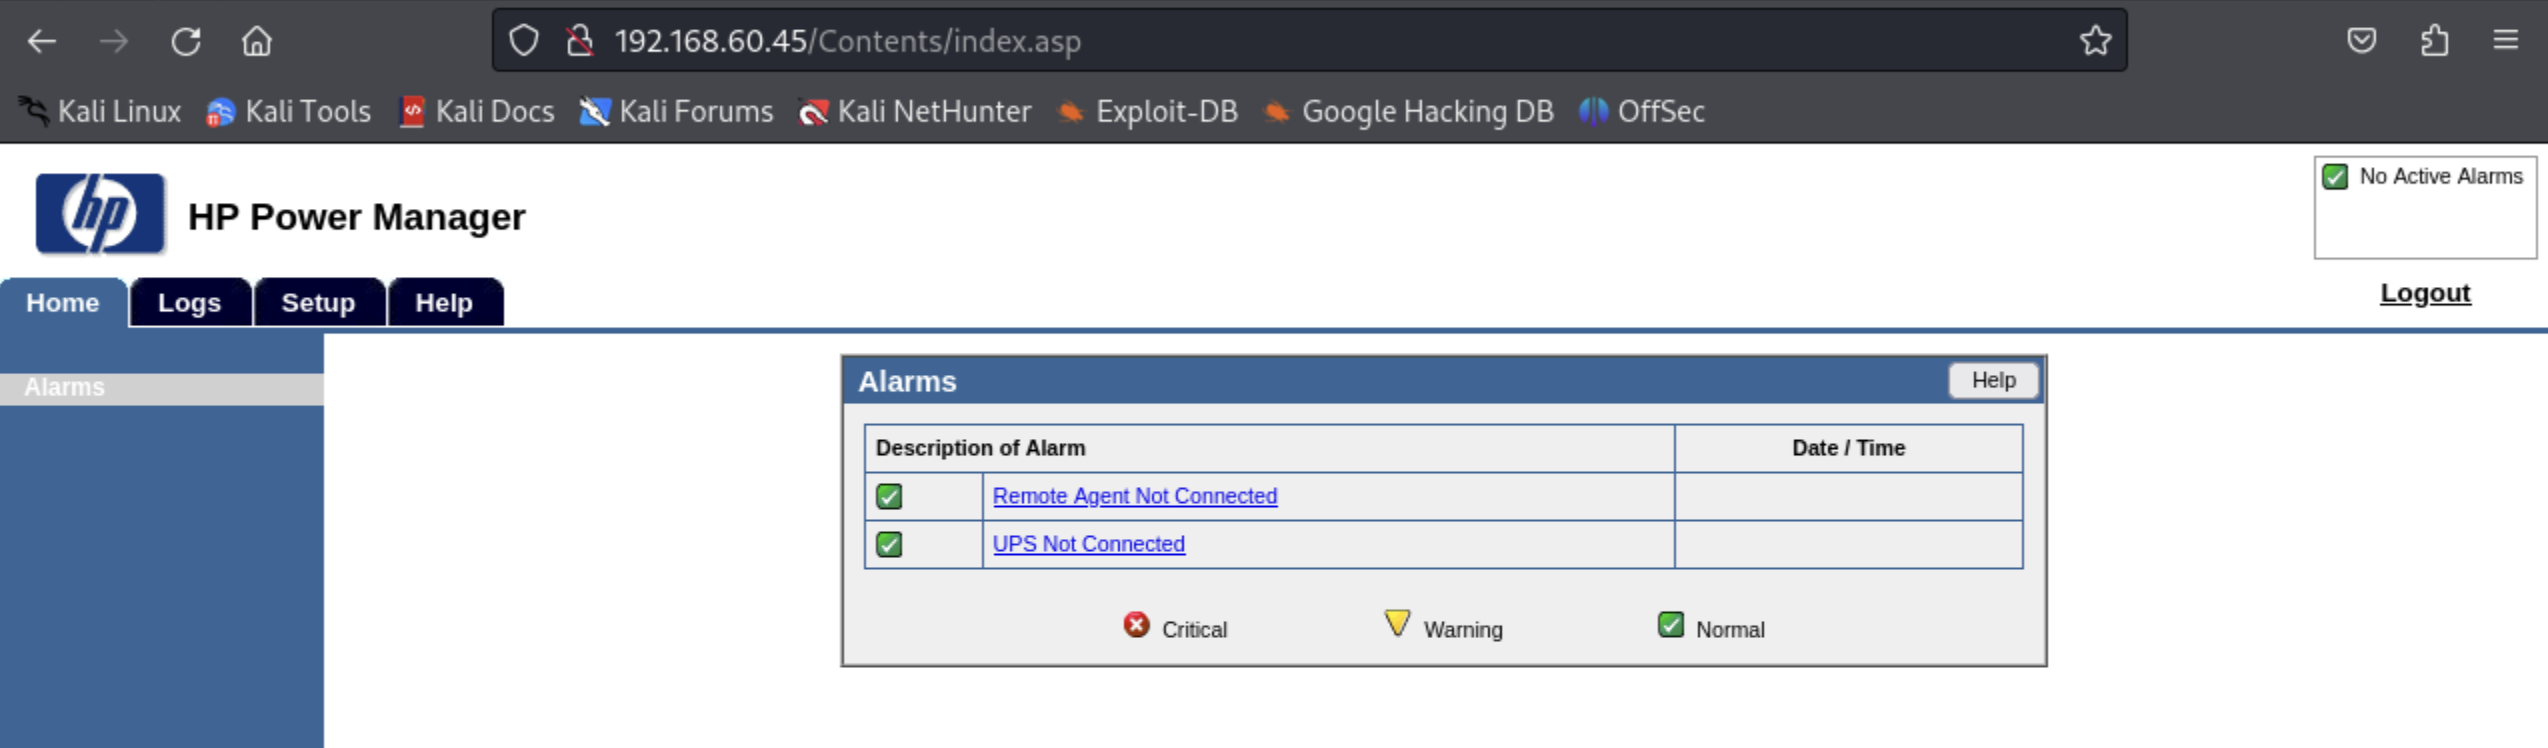 192.168.60.45/Contents/index.asp
Kali Linux Kali Tools Kali Docs Kali Forums Kali NetHunter Exploit-DB Google Hacking DB OffSec
No Active Alarms
hp HP Power Manager
Home Logs Setup Help
Logout
Alarms
Alarms Help
Description of Alarm Date / Time
Remote Agent Not Connected
UPS Not Connected
Critical Warning Normal